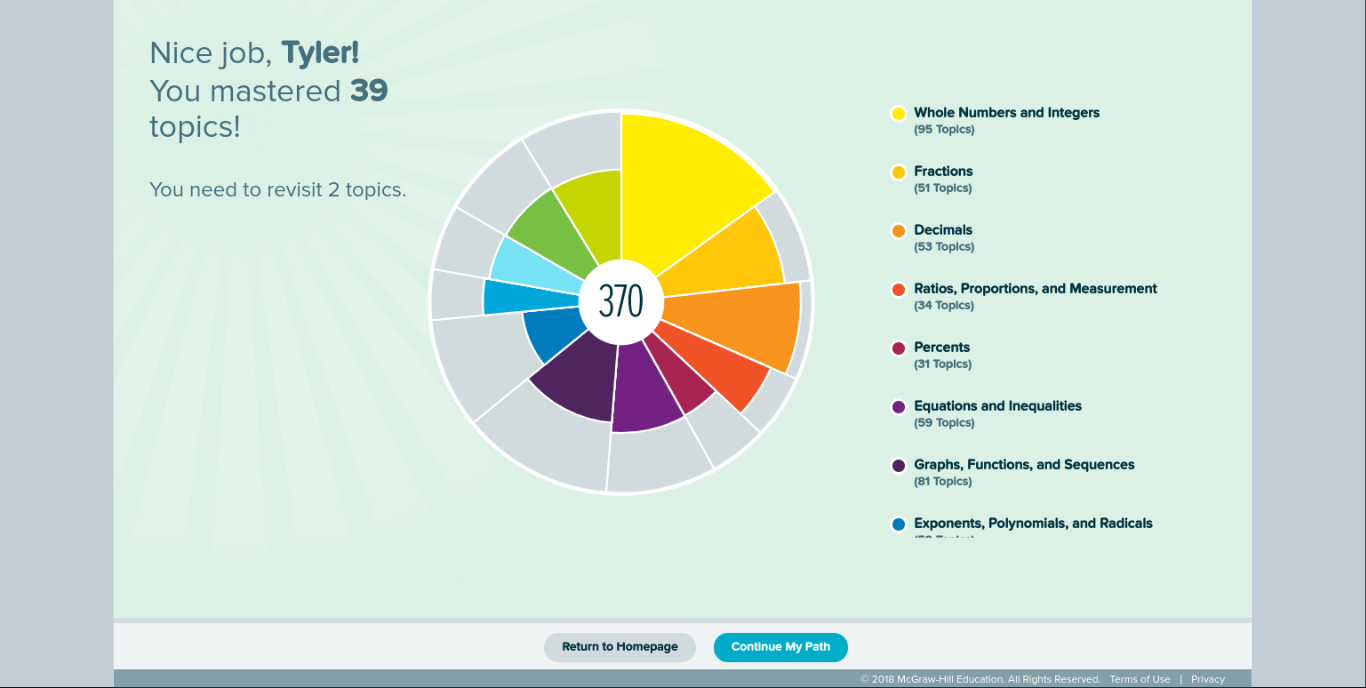 Nice job, Tyler!
You mastered 39
topics!
You need to revisit 2 topics.
370
Whole Numbers and Integers
(95 Topics)
Fractions
(51 Topics)
Decimals
(53 Topics)
Ratios, Proportions, and Measurement
(34 Topics)
Percents
(31 Topics)
Equations and Inequalities
(59 Topics)
Graphs, Functions, and Sequences
(81 Topics)
Exponents, Polynomials, and Radicals
Return to Homepage
Continue My Path
© 2018 McGraw-Hill Education. All Rights Reserved. Terms of Use | Privacy